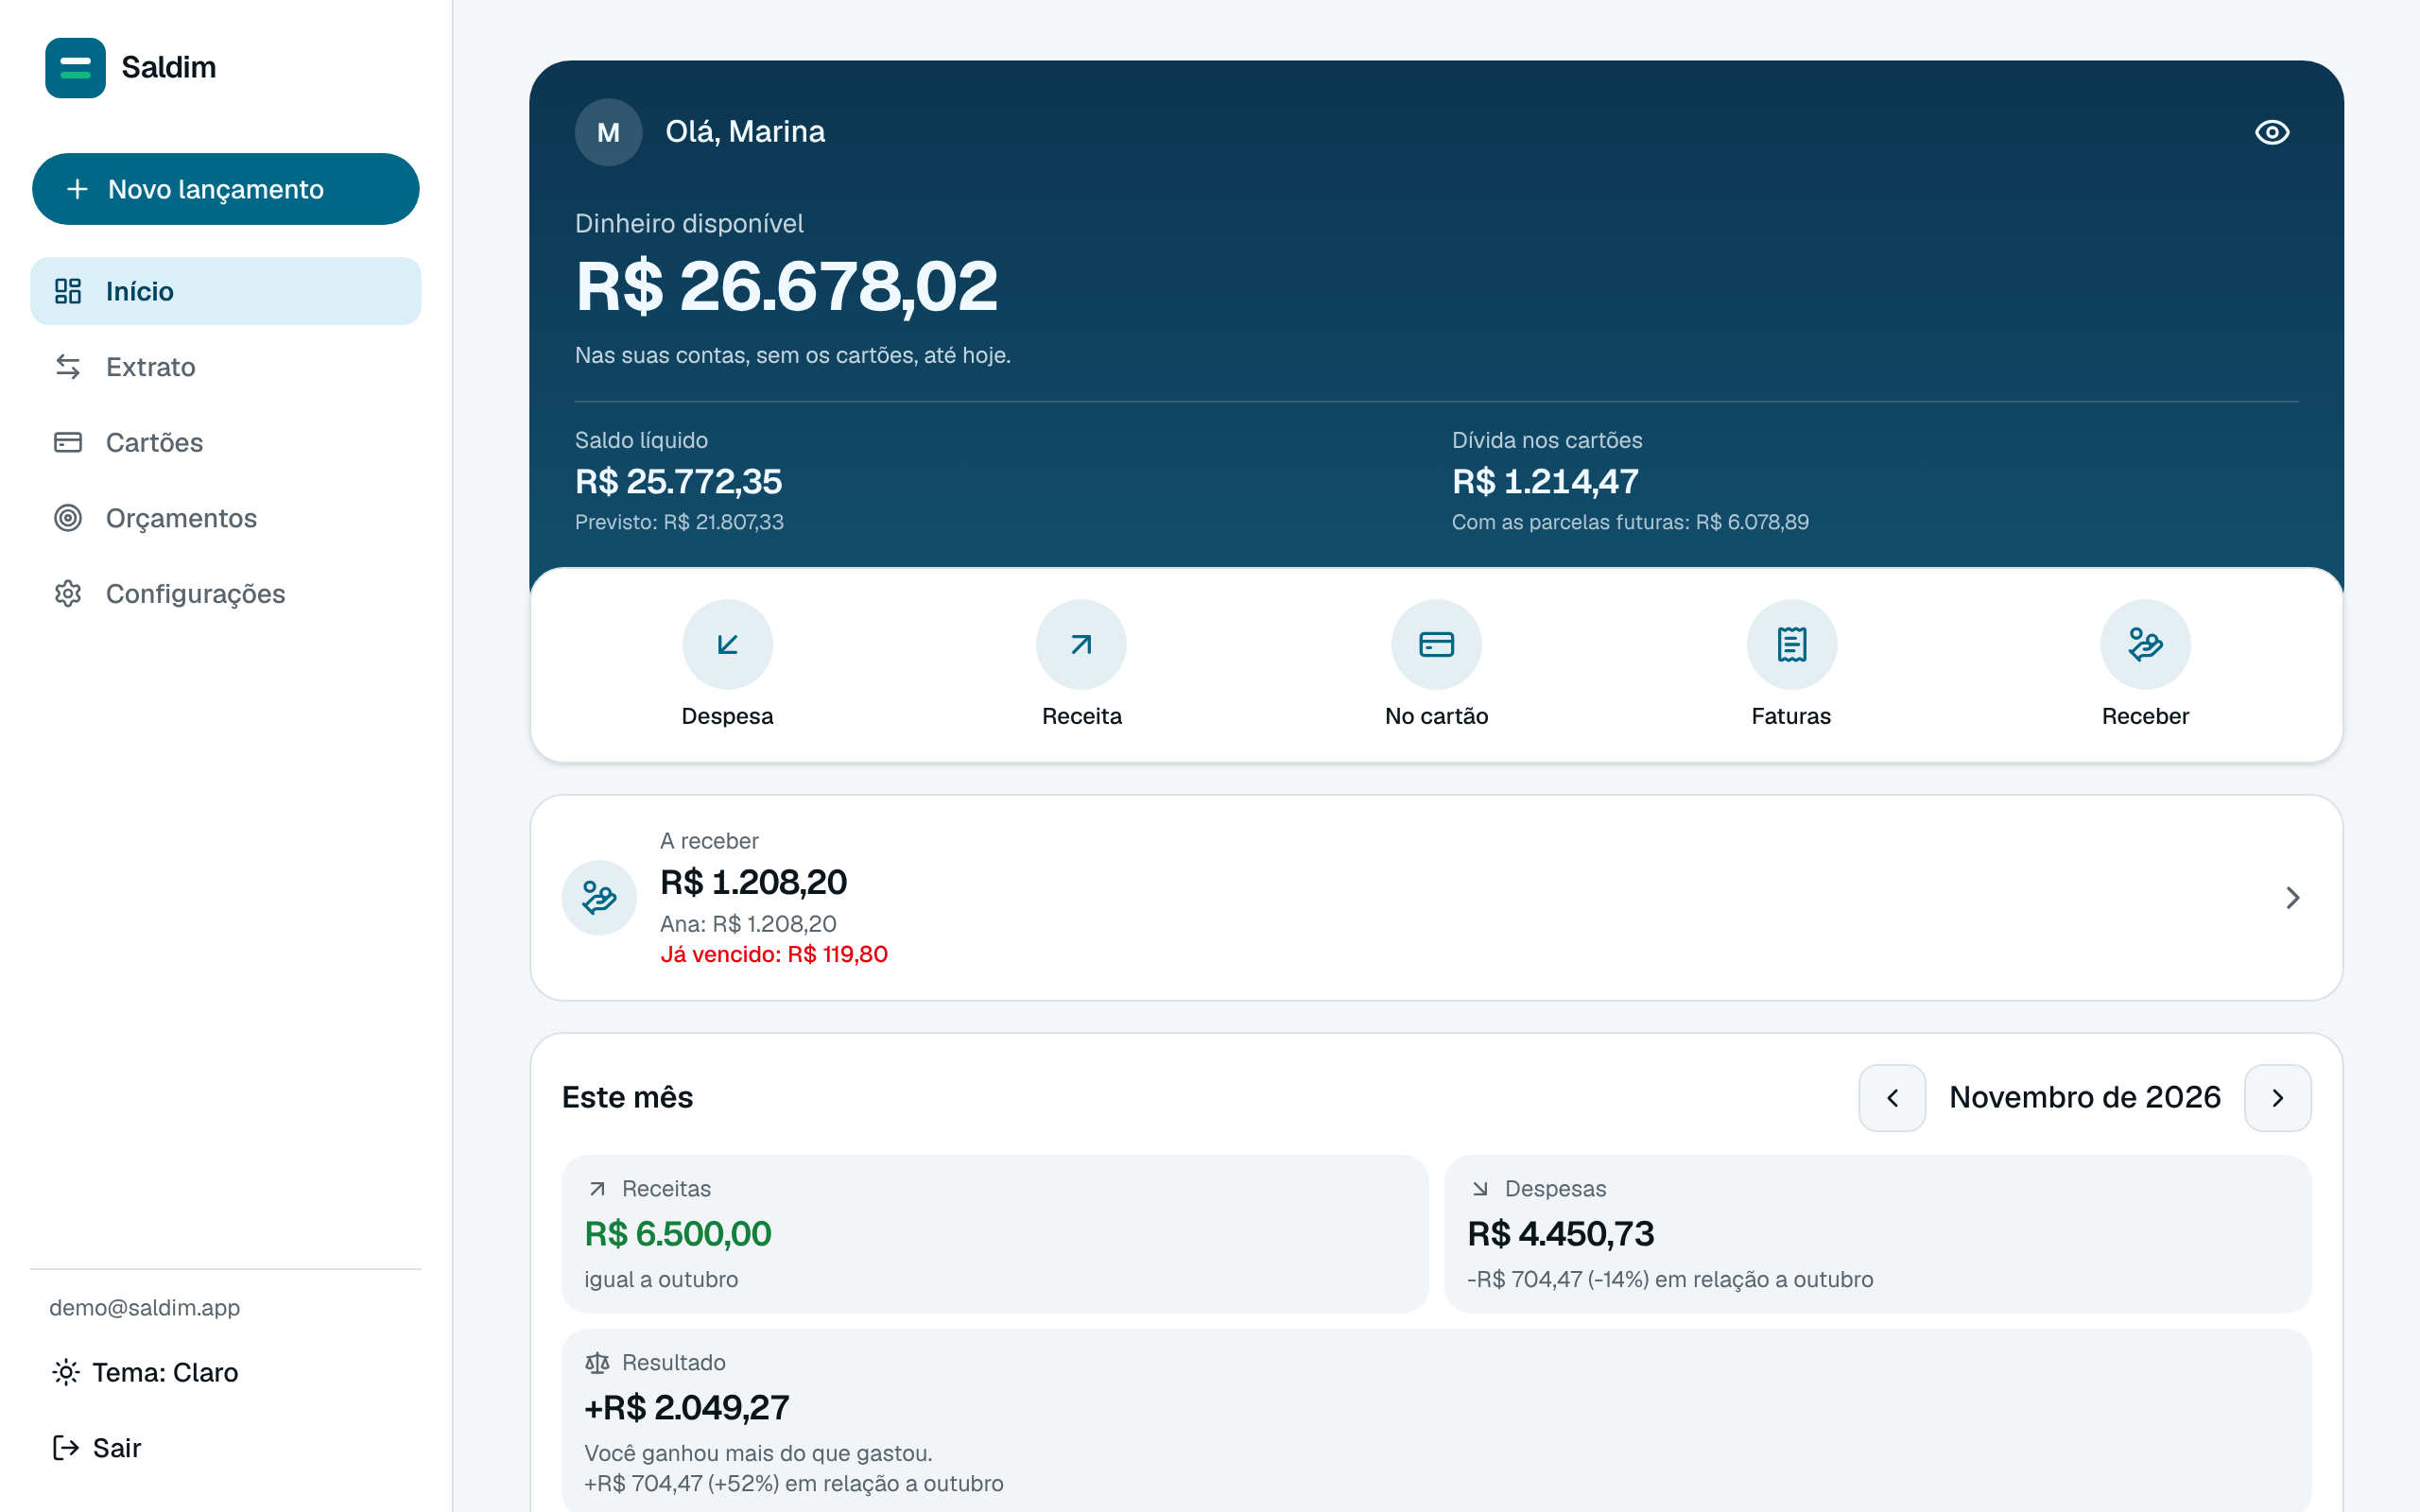 Saldim
Novo lançamento
Início
Extrato
Cartões
Orçamentos
Configurações
demo@saldim.app
Tema: Claro
Sair
M
Olá, Marina
Dinheiro disponível
R$ 26.678,02
Nas suas contas, sem os cartões, até hoje.
Saldo líquido
R$ 25.772,35
Previsto: R$ 21.807,33
Dívida nos cartões
R$ 1.214,47
Com as parcelas futuras: R$ 6.078,89
Despesa
Receita
No cartão
Faturas
Receber
A receber
R$ 1.208,20
Ana: R$ 1.208,20
Já vencido: R$ 119,80
Este mês
Novembro de 2026
Receitas
R$ 6.500,00
igual a outubro
Despesas
R$ 4.450,73
-R$ 704,47 (-14%) em relação a outubro
Resultado
+R$ 2.049,27
Você ganhou mais do que gastou.
+R$ 704,47 (+52%) em relação a outubro